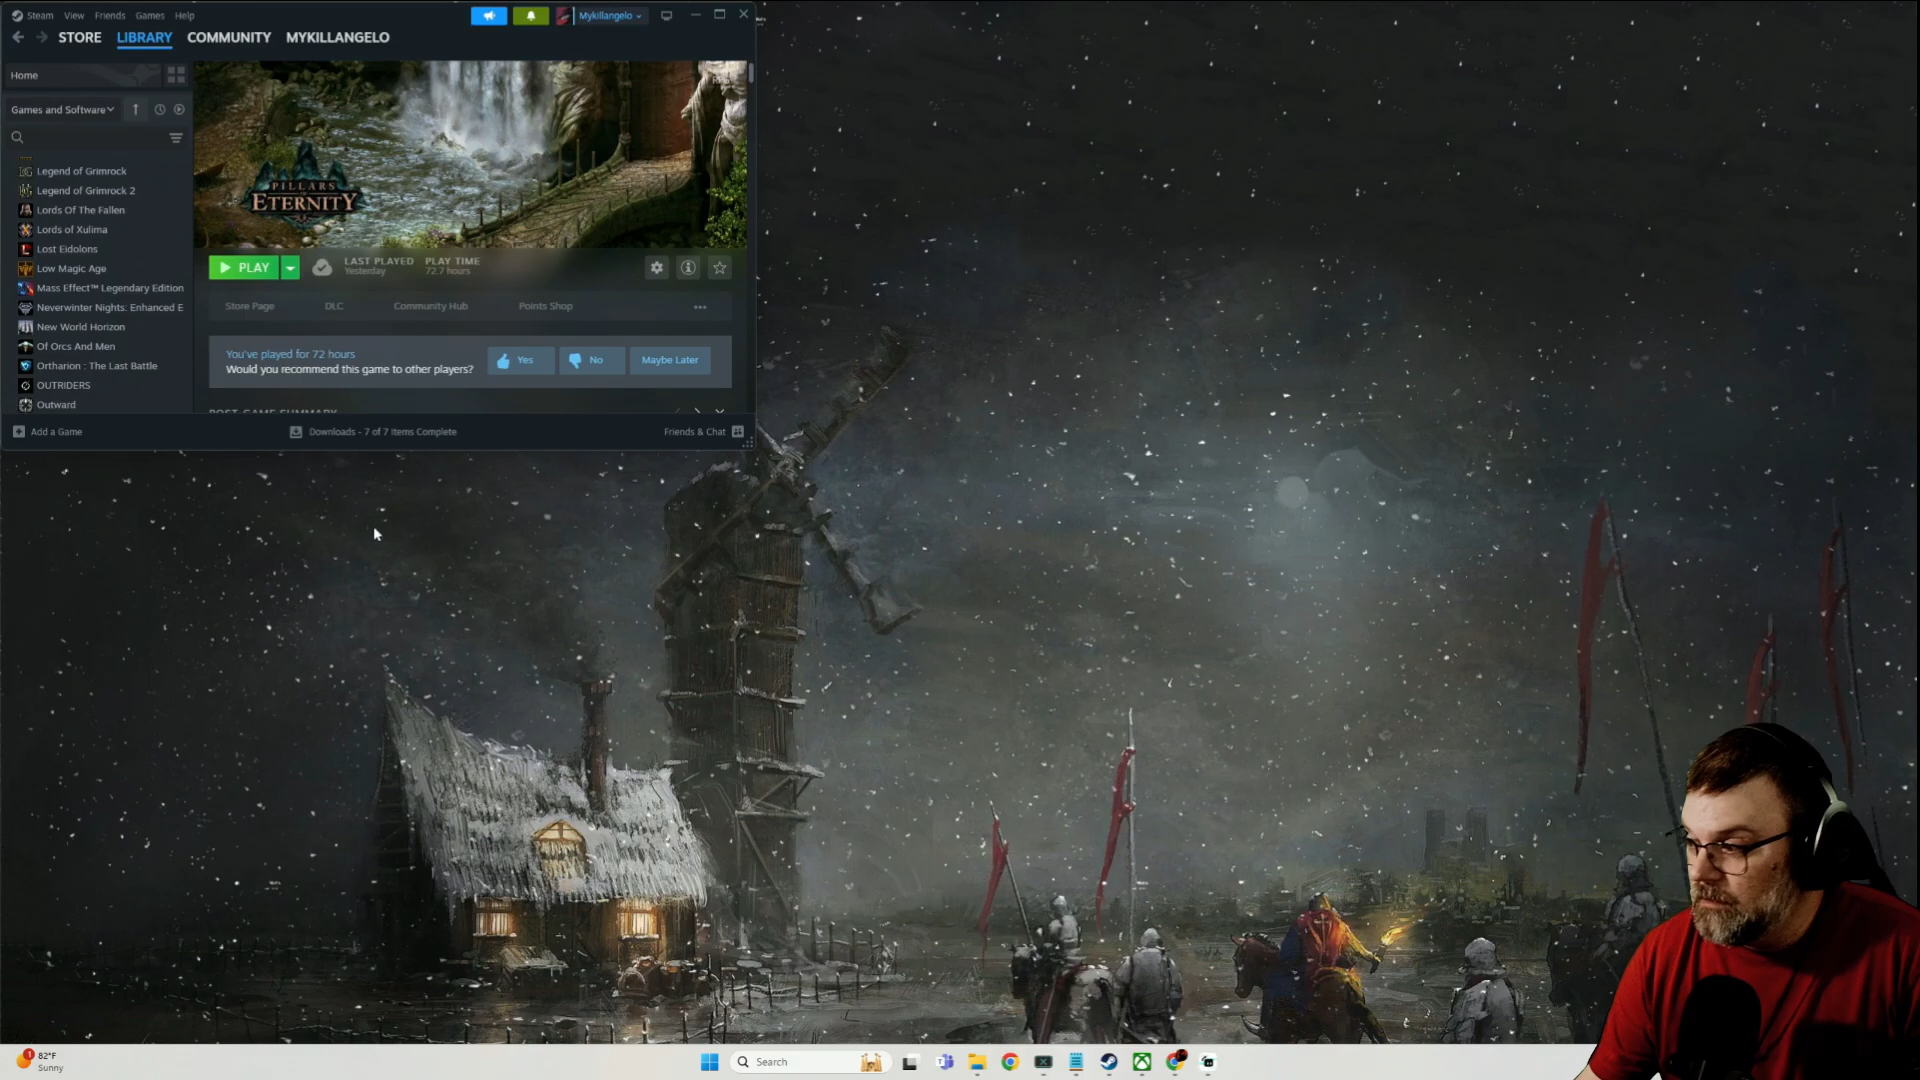 Steam View Friends Games Help
Mykillangelo
STORE LIBRARY COMMUNITY MYKILLANGELO
Home
Games and Software
Legend of Grimrock
Legend of Grimrock 2
Lords Of The Fallen
Lords of Xulima
Lost Eidolons
Low Magic Age
Mass Effect™ Legendary Edition
Neverwinter Nights: Enhanced E
New World Horizon
Of Orcs And Men
Ortharion : The Last Battle
OUTRIDERS
Outward
PILLARS
OF
ETERNITY
PLAY
LAST PLAYED
Yesterday
PLAY TIME
72.7 hours
Store Page DLC Community Hub Points Shop
You've played for 72 hours
Would you recommend this game to other players?
Yes No Maybe Later
POST-GAME SUMMARY
Add a Game
Downloads - 7 of 7 Items Complete
Friends & Chat
1
82°F
Sunny
Search